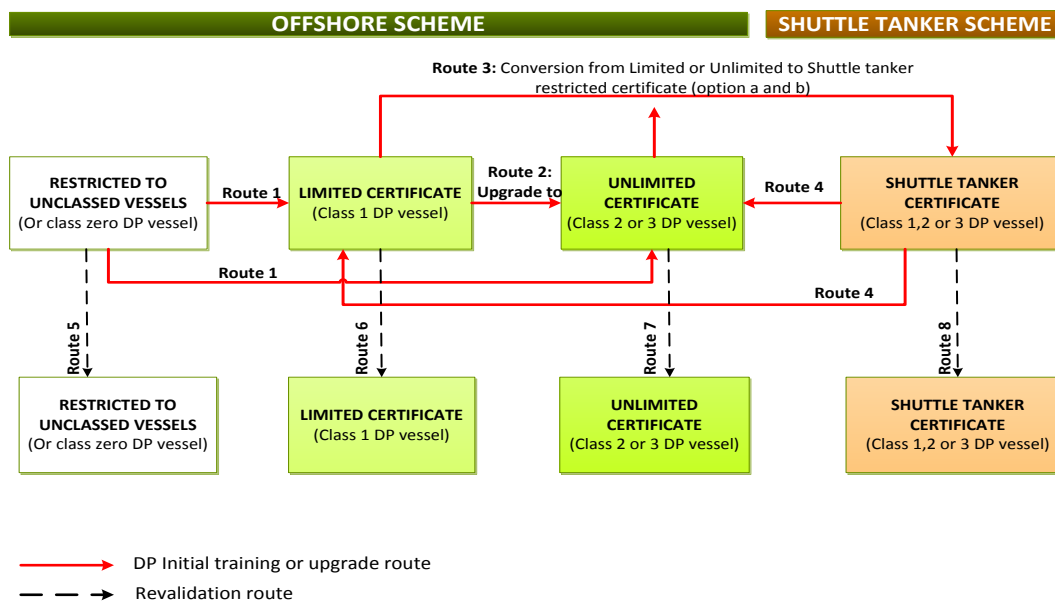 OFFSHORE SCHEME
SHUTTLE TANKER SCHEME
Route 3: Conversion from Limited or Unlimited to Shuttle tanker
restricted certificate (option a and b)
RESTRICTED TO
UNCLASSED VESSELS
(Or class zero DP vessel)
Route 1
LIMITED CERTIFICATE
(Class 1 DP vessel)
Route 2:
Upgrade to
UNLIMITED
CERTIFICATE
(Class 2 or 3 DP vessel)
Route 4
SHUTTLE TANKER
CERTIFICATE
(Class 1,2 or 3 DP vessel)
Route 1
Route 4
Route 5
Route 6
Route 7
Route 8
RESTRICTED TO
UNCLASSED VESSELS
(Or class zero DP vessel)
LIMITED CERTIFICATE
(Class 1 DP vessel)
UNLIMITED
CERTIFICATE
(Class 2 or 3 DP vessel)
SHUTTLE TANKER
CERTIFICATE
(Class 1,2 or 3 DP vessel)
DP Initial training or upgrade route
Revalidation route